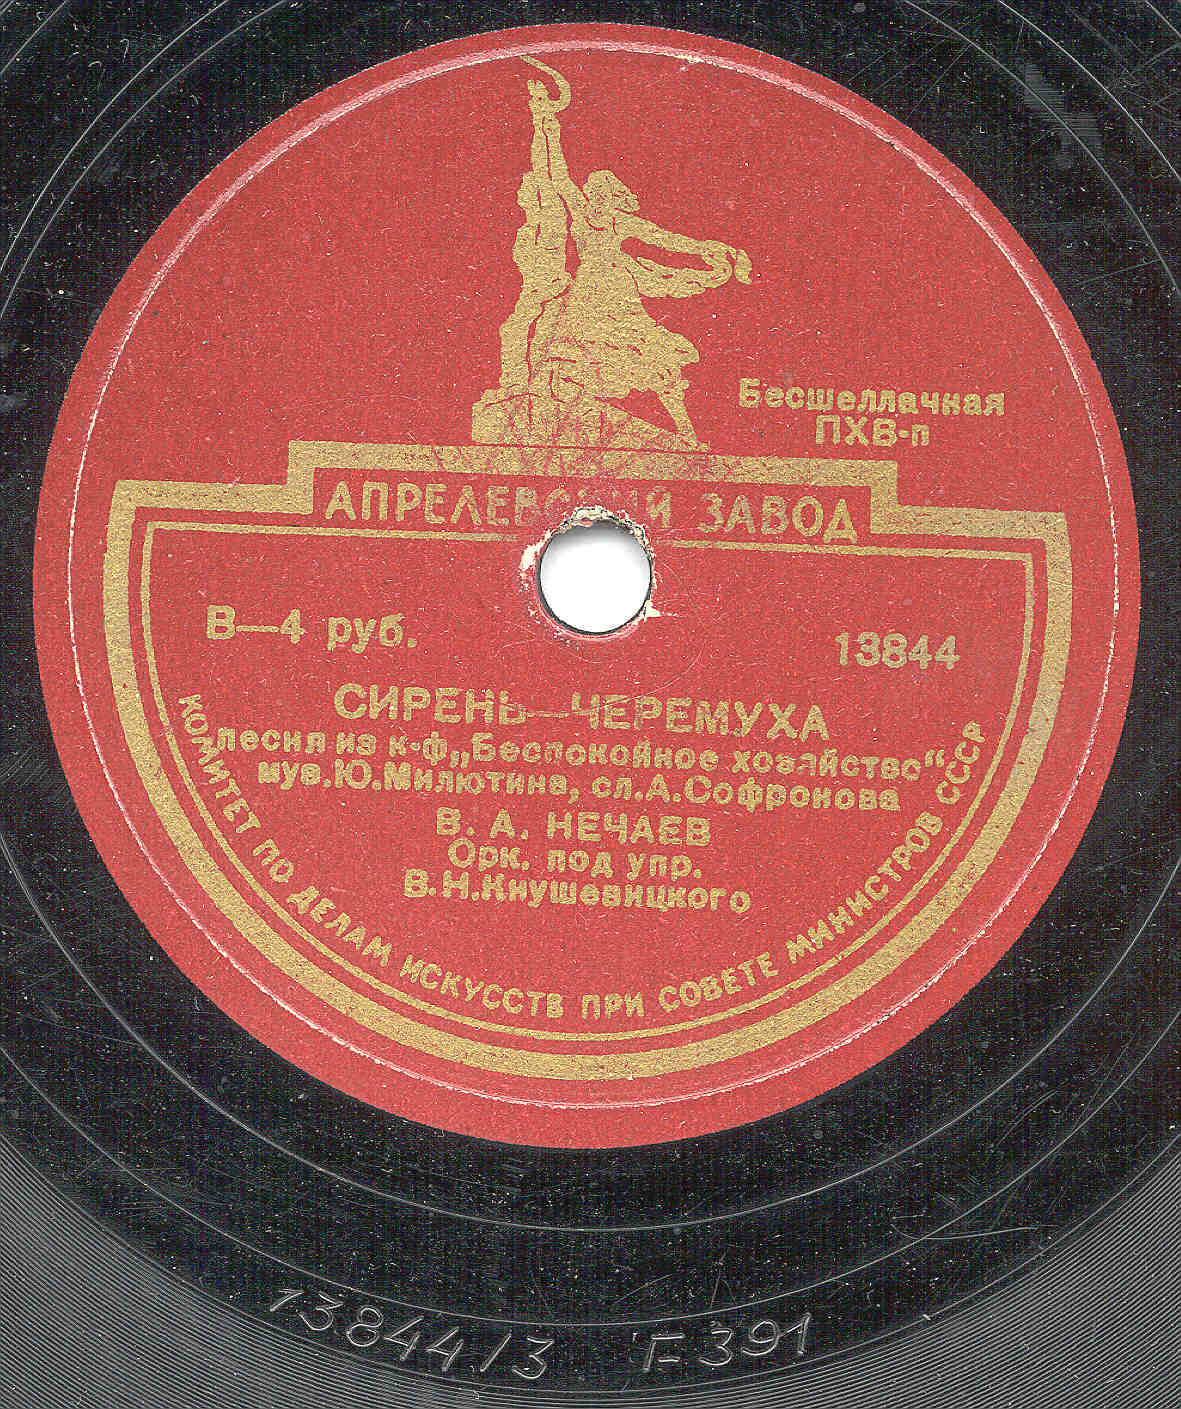 Бесшеллачная
ПХВ-п
АПРЕЛЕВСКИЙ ЗАВОД
В—4 руб.
13844
СИРЕНЬ—ЧЕРЕМУХА
песня из к-ф „Беспокойное хозяйство“
муз. Ю. Милютина, сл. А. Софронова
В. А. НЕЧАЕВ
Орк. под упр.
В. Н. Кнушевицкого
КОМИТЕТ ПО ДЕЛАМ ИСКУССТВ ПРИ СОВЕТЕ МИНИСТРОВ СССР
13844/3 F391